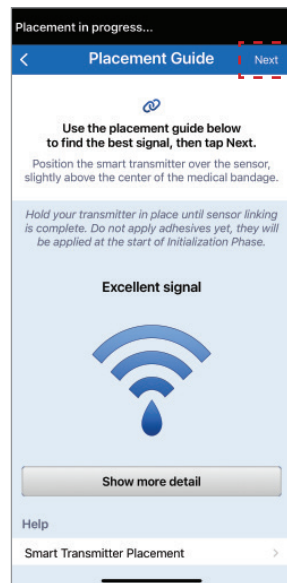 Placement in progress...
Placement Guide Next
Use the placement guide below
to find the best signal, then tap Next.
Position the smart transmitter over the sensor,
slightly above the center of the medical bandage.
Hold your transmitter in place until sensor linking
is complete. Do not apply adhesives yet, they will
be applied at the start of Initialization Phase.
Excellent signal
Show more detail
Help
Smart Transmitter Placement